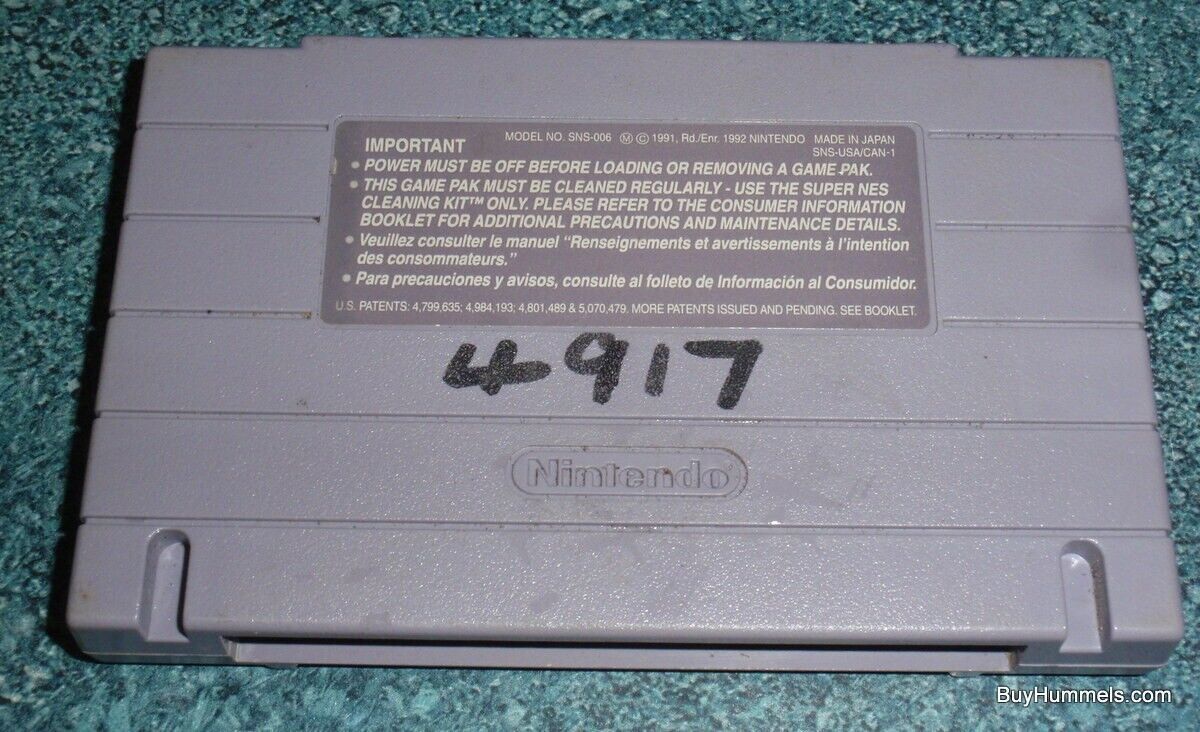 IMPORTANT MODEL NO. SNS-006 Ⓜ © 1991, Rd./Enr. 1992 NINTENDO MADE IN JAPAN
SNS-USA/CAN-1
• POWER MUST BE OFF BEFORE LOADING OR REMOVING A GAME PAK.
• THIS GAME PAK MUST BE CLEANED REGULARLY - USE THE SUPER NES
CLEANING KIT™ ONLY. PLEASE REFER TO THE CONSUMER INFORMATION
BOOKLET FOR ADDITIONAL PRECAUTIONS AND MAINTENANCE DETAILS.
• Veuillez consulter le manuel “Renseignements et avertissements à l’intention
des consommateurs.”
• Para precauciones y avisos, consulte al folleto de Información al Consumidor.
U.S. PATENTS: 4,799,635; 4,984,193; 4,801,489 & 5,070,479. MORE PATENTS ISSUED AND PENDING. SEE BOOKLET.
4917
Nintendo
BuyHummels.com